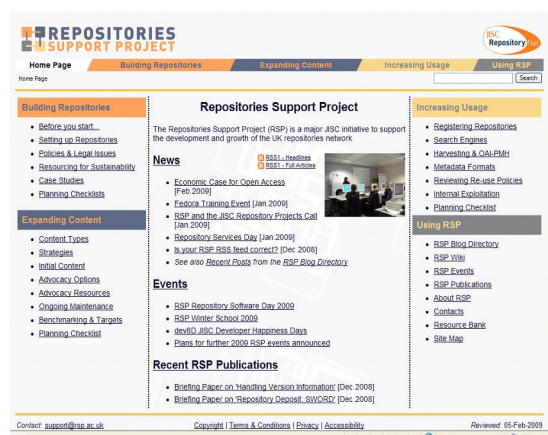 REPOSITORIES
SUPPORT PROJECT
JISC
Repository Net
Home Page
Building Repositories
Expanding Content
Increasing Usage
Using RSP
Home Page
Search
Building Repositories
Before you start...
Setting up Repositories
Policies & Legal Issues
Resourcing for Sustainability
Case Studies
Planning Checklists
Expanding Content
Content Types
Strategies
Initial Content
Advocacy Options
Advocacy Resources
Ongoing Maintenance
Benchmarking & Targets
Planning Checklist
Repositories Support Project
The Repositories Support Project (RSP) is a major JISC initiative to support
the development and growth of the UK repositories network.
News
RSS1 - Headlines
RSS1 - Full Articles
Economic Case for Open Access
[Feb.2009]
Fedora Training Event [Jan.2009]
RSP and the JISC Repository Projects Call
[Jan.2009]
Repository Services Day [Jan.2009]
Is your RSP RSS feed correct? [Dec.2008]
See also Recent Posts from the RSP Blog Directory
Events
RSP Repository Software Day 2009
RSP Winter School 2009
dev8D JISC Developer Happiness Days
Plans for further 2009 RSP events announced
Recent RSP Publications
Briefing Paper on 'Handling Version Information' [Dec.2008]
Briefing Paper on 'Repository Deposit: SWORD' [Dec.2008]
Increasing Usage
Registering Repositories
Search Engines
Harvesting & OAI-PMH
Metadata Formats
Reviewing Re-use Policies
Internal Exploitation
Planning Checklist
Using RSP
RSP Blog Directory
RSP Wiki
RSP Events
RSP Publications
About RSP
Contacts
Resource Bank
Site Map
Contact: support@rsp.ac.uk
Copyright | Terms & Conditions | Privacy | Accessibility
Reviewed: 05-Feb-2009